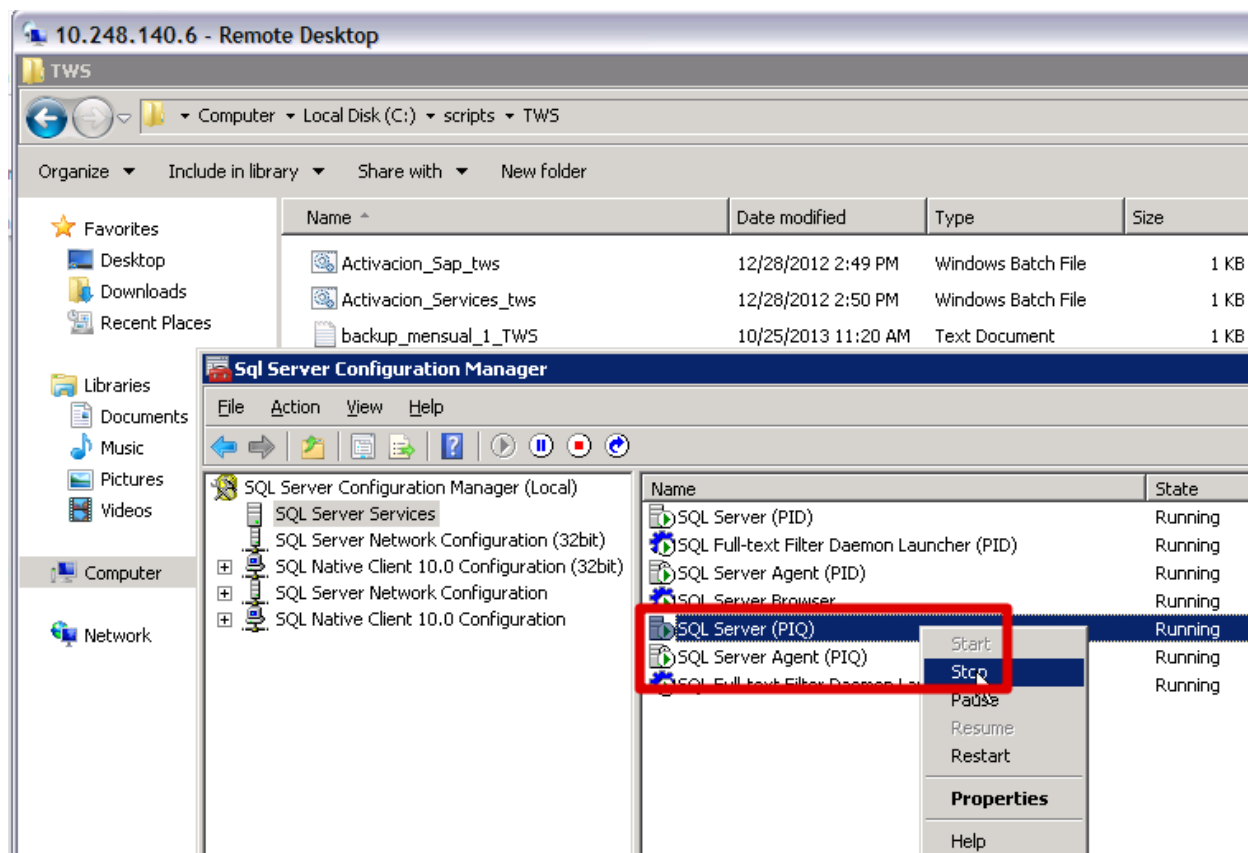 10.248.140.6 - Remote Desktop
TWS
Computer Local Disk (C:) scripts TWS
Organize Include in library Share with New folder
Name Date modified Type Size
Favorites
Desktop
Downloads
Recent Places
Libraries
Documents
Music
Pictures
Videos
Computer
Network
Activacion_Sap_tws 12/28/2012 2:49 PM Windows Batch File 1 KB
Activacion_Services_tws 12/28/2012 2:50 PM Windows Batch File 1 KB
backup_mensual_1_TWS 10/25/2013 11:20 AM Text Document 1 KB
Sql Server Configuration Manager
File Action View Help
SQL Server Configuration Manager (Local)
SQL Server Services
SQL Server Network Configuration (32bit)
SQL Native Client 10.0 Configuration (32bit)
SQL Server Network Configuration
SQL Native Client 10.0 Configuration
Name State
SQL Server (PID) Running
SQL Full-text Filter Daemon Launcher (PID) Running
SQL Server Agent (PID) Running
SQL Server Browser Running
SQL Server (PIQ) Running
SQL Server Agent (PIQ) Running
SQL Full-text Filter Daemon Running
Start
Stop
Pause
Resume
Restart
Properties
Help